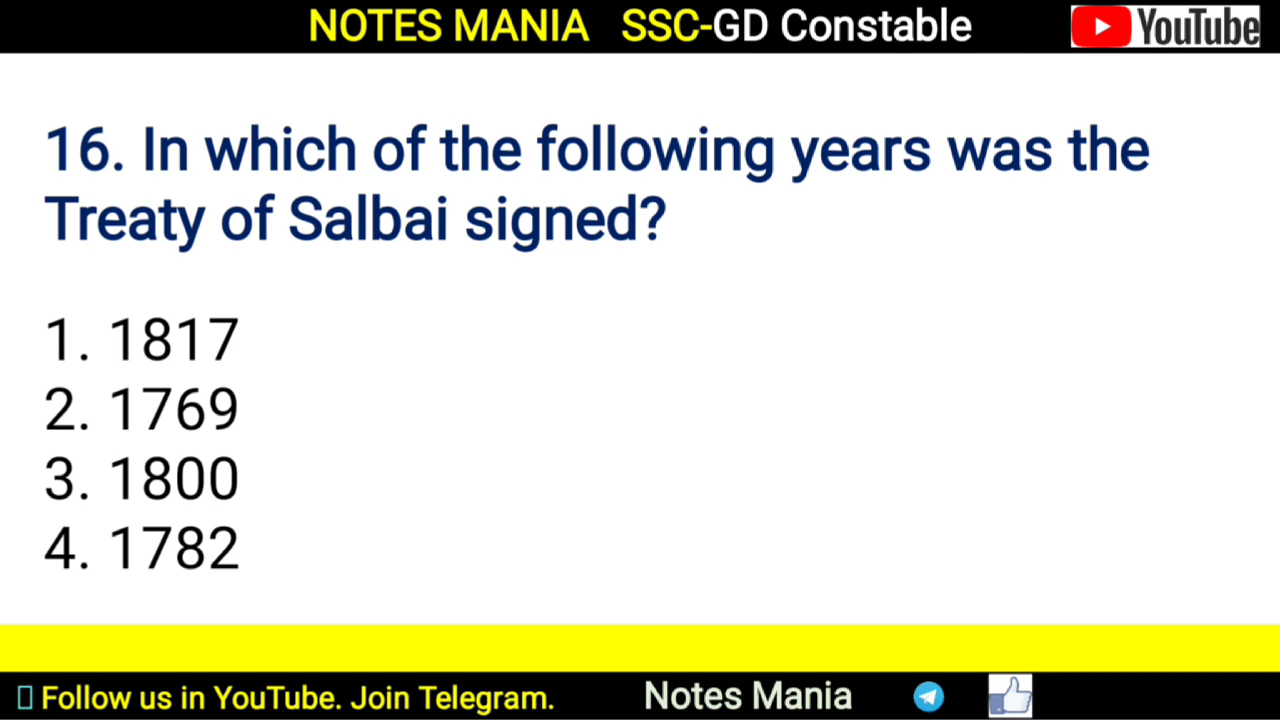 NOTES MANIA SSC-GD Constable YouTube
16. In which of the following years was the
Treaty of Salbai signed?
1. 1817
2. 1769
3. 1800
4. 1782
Follow us in YouTube. Join Telegram. Notes Mania